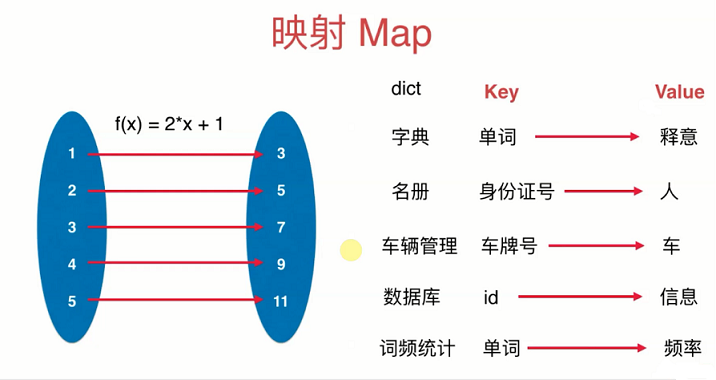 映射 Map
f(x) = 2*x + 1
1 3
2 5
3 7
4 9
5 11
dict Key Value
字典 单词 释意
名册 身份证号 人
车辆管理 车牌号 车
数据库 id 信息
词频统计 单词 频率